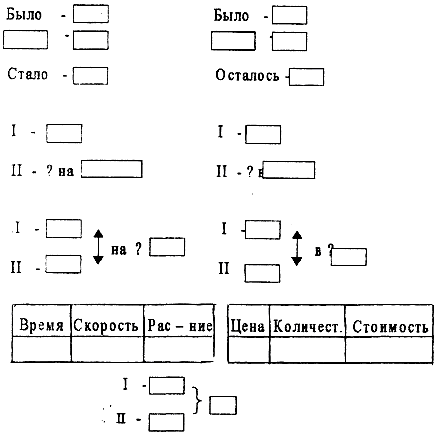 Было -
Было -
-
-
Стало -
Осталось -
I -
I -
II - ? на
II - ? в
I -
I -
на ?
в ?
II -
II
Время Скорость Рас – ние
Цена Количест. Стоимость
I -
II -